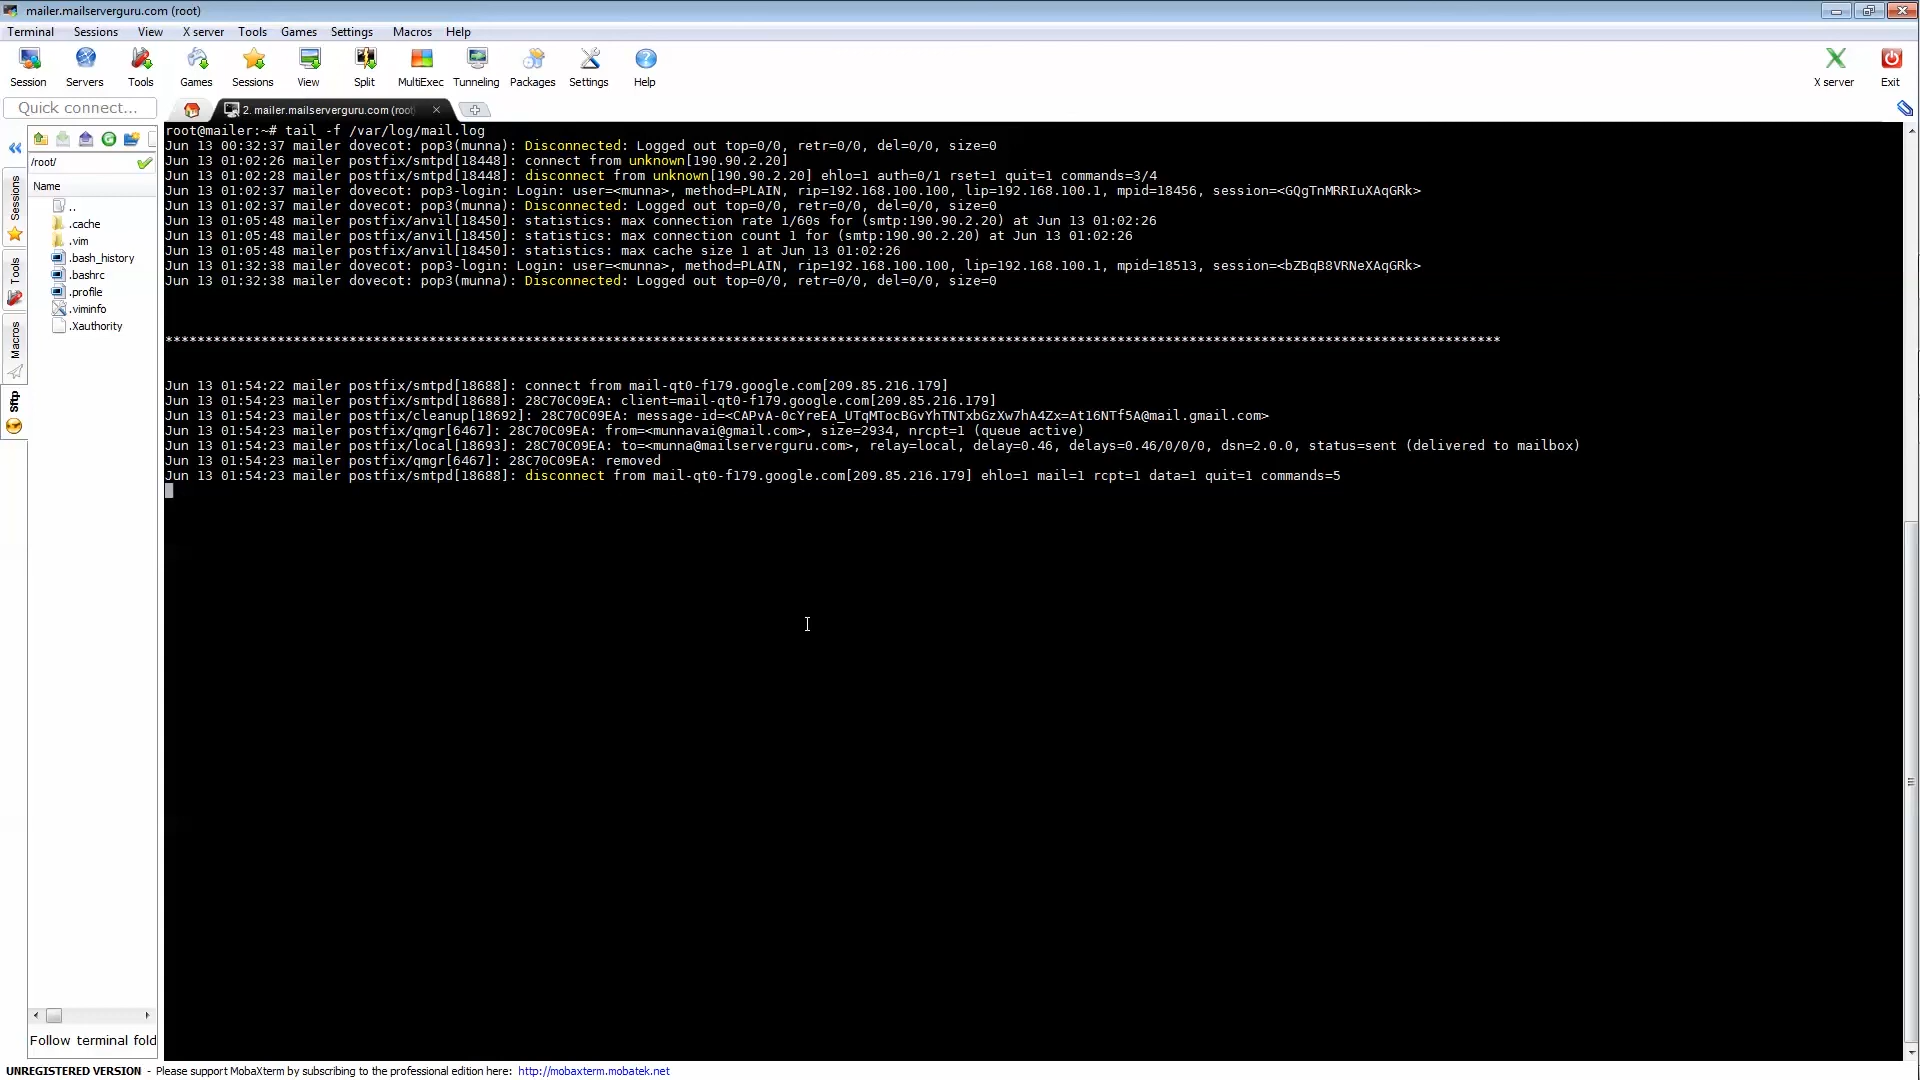 mailer.mailserverguru.com (root)
Terminal Sessions View X server Tools Games Settings Macros Help
Session Servers Tools Games Sessions View Split MultiExec Tunneling Packages Settings Help X server Exit
Quick connect...
2. mailer.mailserverguru.com (root
/root/
Name
..
.cache
.vim
.bash_history
.bashrc
.profile
.viminfo
.Xauthority
Sessions
Tools
Macros
Sftp
Follow terminal fold
root@mailer:~# tail -f /var/log/mail.log
Jun 13 00:32:37 mailer dovecot: pop3(munna): Disconnected: Logged out top=0/0, retr=0/0, del=0/0, size=0
Jun 13 01:02:26 mailer postfix/smtpd[18448]: connect from unknown[190.90.2.20]
Jun 13 01:02:28 mailer postfix/smtpd[18448]: disconnect from unknown[190.90.2.20] ehlo=1 auth=0/1 rset=1 quit=1 commands=3/4
Jun 13 01:02:37 mailer dovecot: pop3-login: Login: user=<munna>, method=PLAIN, rip=192.168.100.100, lip=192.168.100.1, mpid=18456, session=<GQgTnMRRIuXAqGRk>
Jun 13 01:02:37 mailer dovecot: pop3(munna): Disconnected: Logged out top=0/0, retr=0/0, del=0/0, size=0
Jun 13 01:05:48 mailer postfix/anvil[18450]: statistics: max connection rate 1/60s for (smtp:190.90.2.20) at Jun 13 01:02:26
Jun 13 01:05:48 mailer postfix/anvil[18450]: statistics: max connection count 1 for (smtp:190.90.2.20) at Jun 13 01:02:26
Jun 13 01:05:48 mailer postfix/anvil[18450]: statistics: max cache size 1 at Jun 13 01:02:26
Jun 13 01:32:38 mailer dovecot: pop3-login: Login: user=<munna>, method=PLAIN, rip=192.168.100.100, lip=192.168.100.1, mpid=18513, session=<bZBqB8VRNeXAqGRk>
Jun 13 01:32:38 mailer dovecot: pop3(munna): Disconnected: Logged out top=0/0, retr=0/0, del=0/0, size=0
***********************************************************************************************************************************************************************
Jun 13 01:54:22 mailer postfix/smtpd[18688]: connect from mail-qt0-f179.google.com[209.85.216.179]
Jun 13 01:54:23 mailer postfix/smtpd[18688]: 28C70C09EA: client=mail-qt0-f179.google.com[209.85.216.179]
Jun 13 01:54:23 mailer postfix/cleanup[18692]: 28C70C09EA: message-id=<CAPvA-0cYreEA_UTqMTocBGvYhTNTxbGzXw7hA4Zx=At16NTf5A@mail.gmail.com>
Jun 13 01:54:23 mailer postfix/qmgr[6467]: 28C70C09EA: from=<munnavai@gmail.com>, size=2934, nrcpt=1 (queue active)
Jun 13 01:54:23 mailer postfix/local[18693]: 28C70C09EA: to=<munna@mailserverguru.com>, relay=local, delay=0.46, delays=0.46/0/0/0, dsn=2.0.0, status=sent (delivered to mailbox)
Jun 13 01:54:23 mailer postfix/qmgr[6467]: 28C70C09EA: removed
Jun 13 01:54:23 mailer postfix/smtpd[18688]: disconnect from mail-qt0-f179.google.com[209.85.216.179] ehlo=1 mail=1 rcpt=1 data=1 quit=1 commands=5
UNREGISTERED VERSION - Please support MobaXterm by subscribing to the professional edition here: http://mobaxterm.mobatek.net